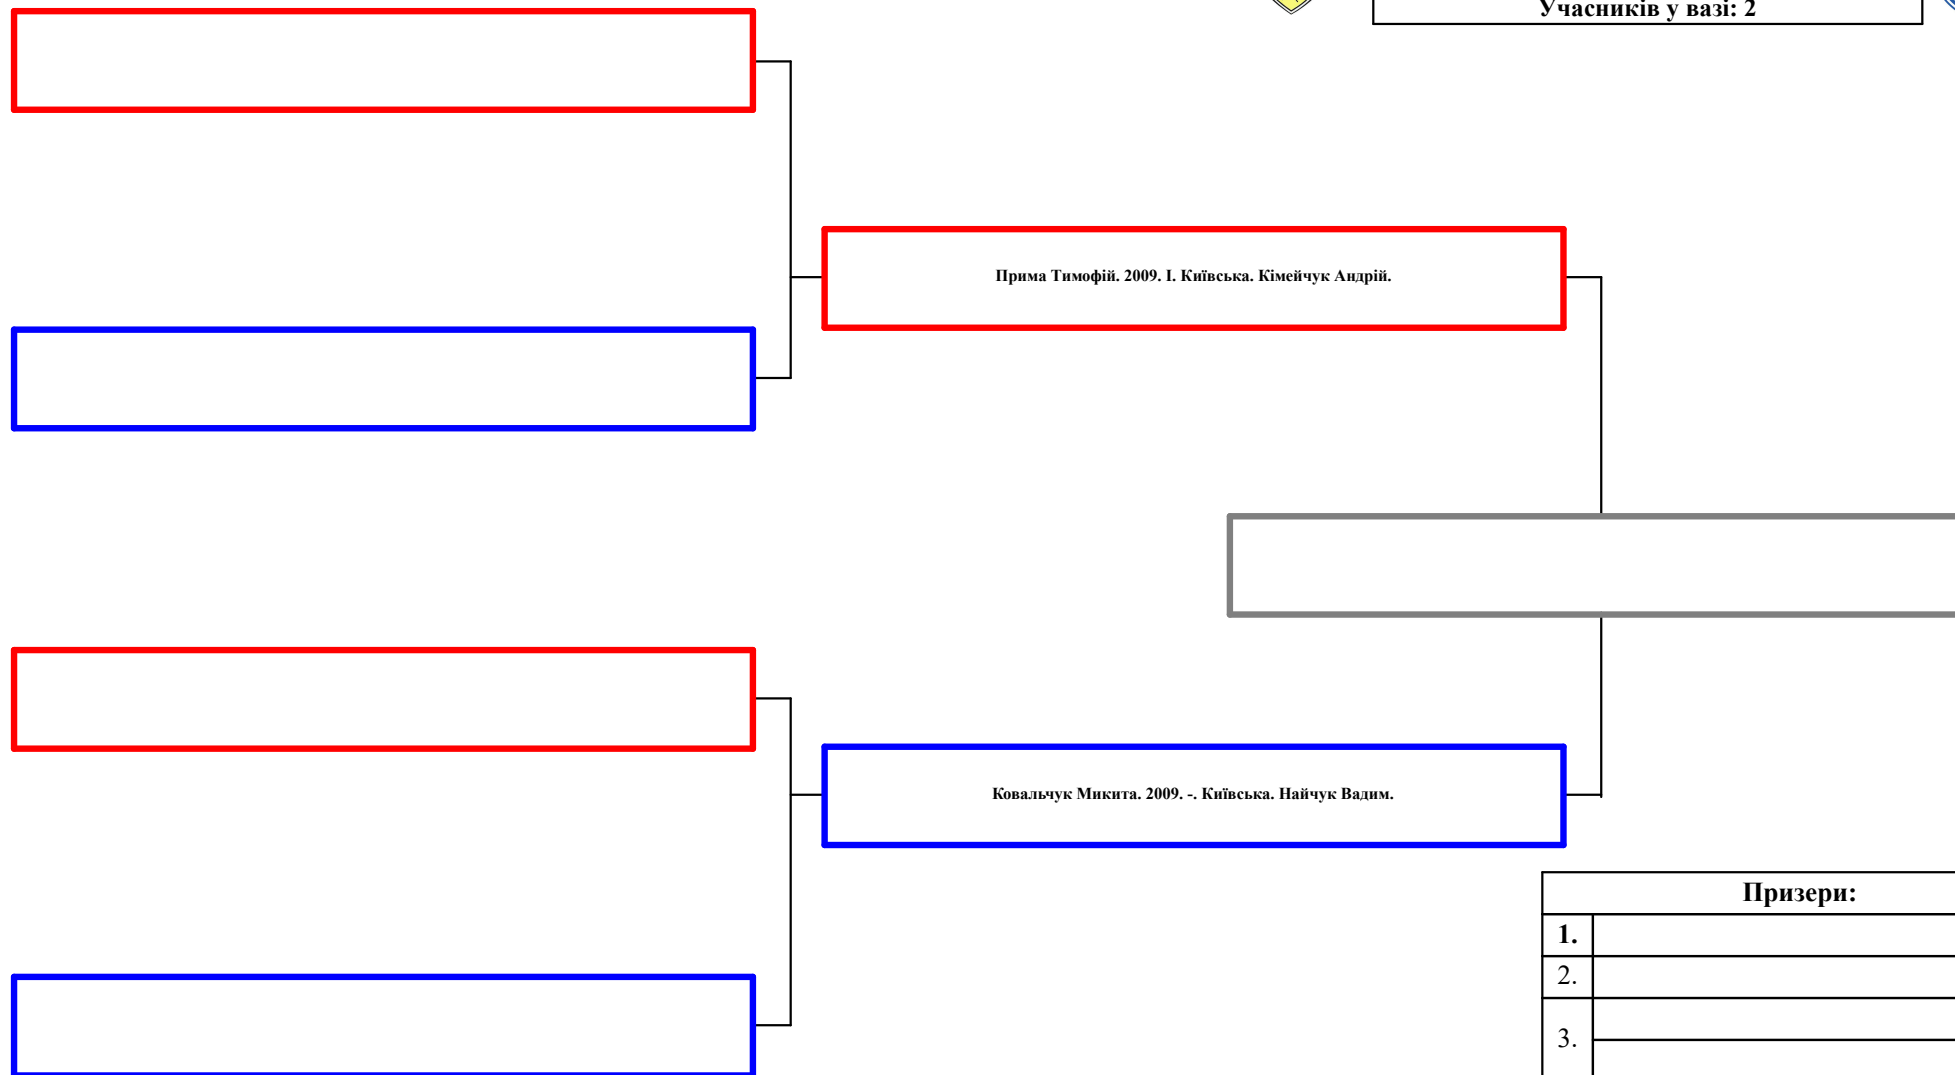 Учасників у вазі: 2
Прима Тимофій. 2009. І. Київська. Кімейчук Андрій.
Ковальчук Микита. 2009. -. Київська. Найчук Вадим.
Призери:
1.
2.
3.